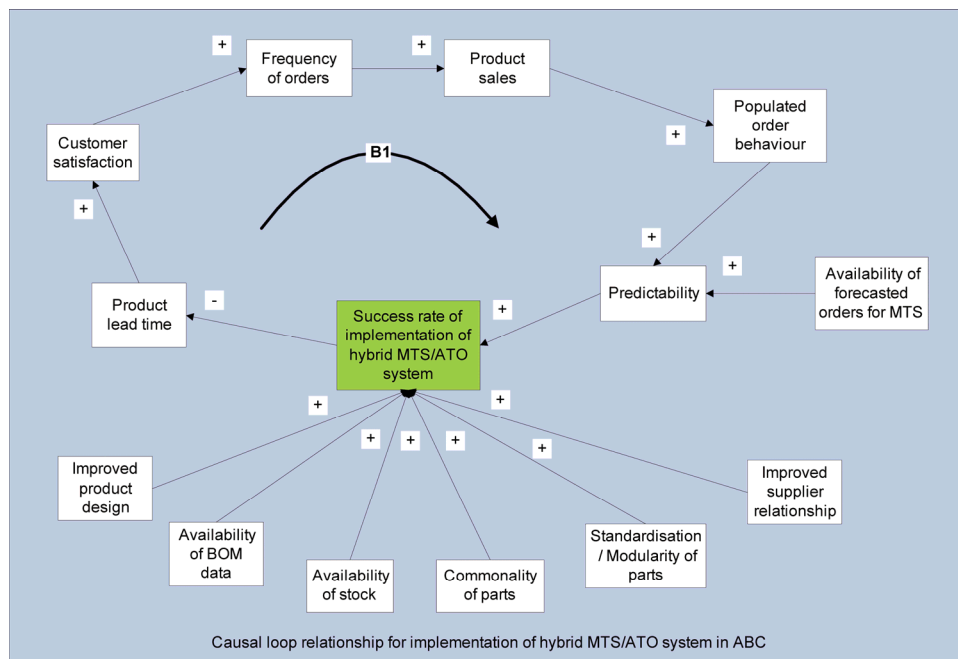 +
+
Frequency
of orders
Product
sales
Populated
order
behaviour
+
Customer
satisfaction
B1
+
+
+
Availability of
forecasted
orders for MTS
Predictability
Product
lead time
-
+
Success rate of
implementation of
hybrid MTS/ATO
system
+
+
+
+
+
+
Improved
product
design
Improved
supplier
relationship
Availability
of BOM
data
Standardisation
/ Modularity of
parts
Availability
of stock
Commonality
of parts
Causal loop relationship for implementation of hybrid MTS/ATO system in ABC